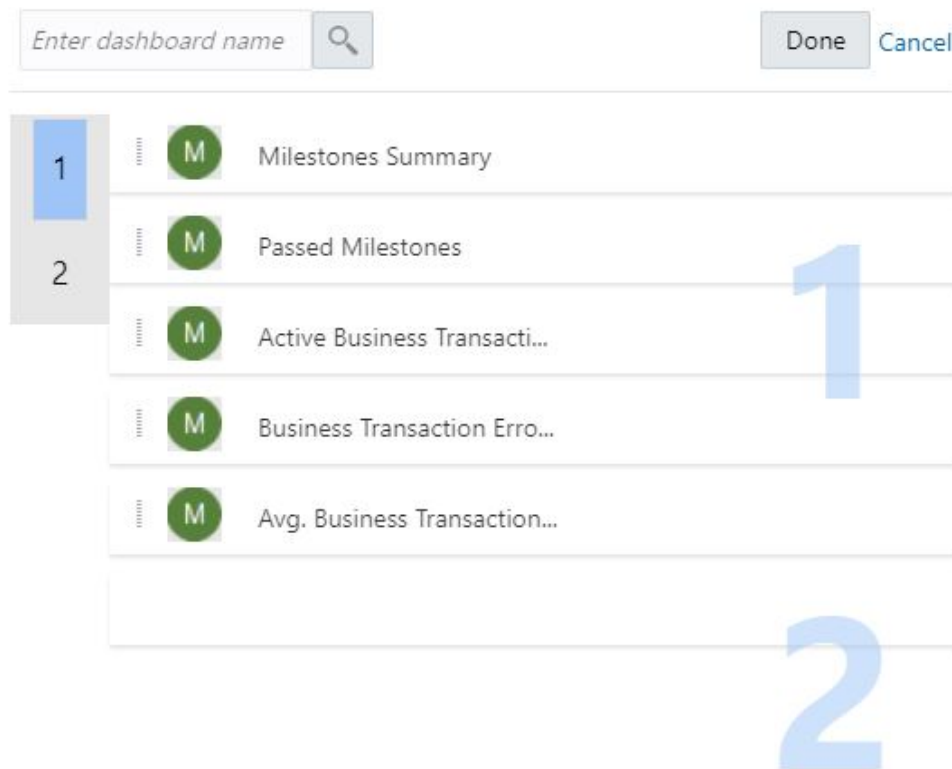 Enter dashboard name
Done Cancel
1
M Milestones Summary
2
M Passed Milestones
1
M Active Business Transacti...
M Business Transaction Erro...
M Avg. Business Transaction...
2